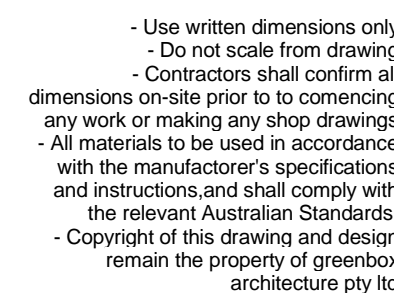 - Use written dimensions only
- Do not scale from drawing
- Contractors shall confirm al
dimensions on-site prior to to comencing
any work or making any shop drawings
- All materials to be used in accordance
with the manufactorer's specifications
and instructions,and shall comply with
the relevant Australian Standards
- Copyright of this drawing and design
remain the property of greenbox
architecture pty ltd